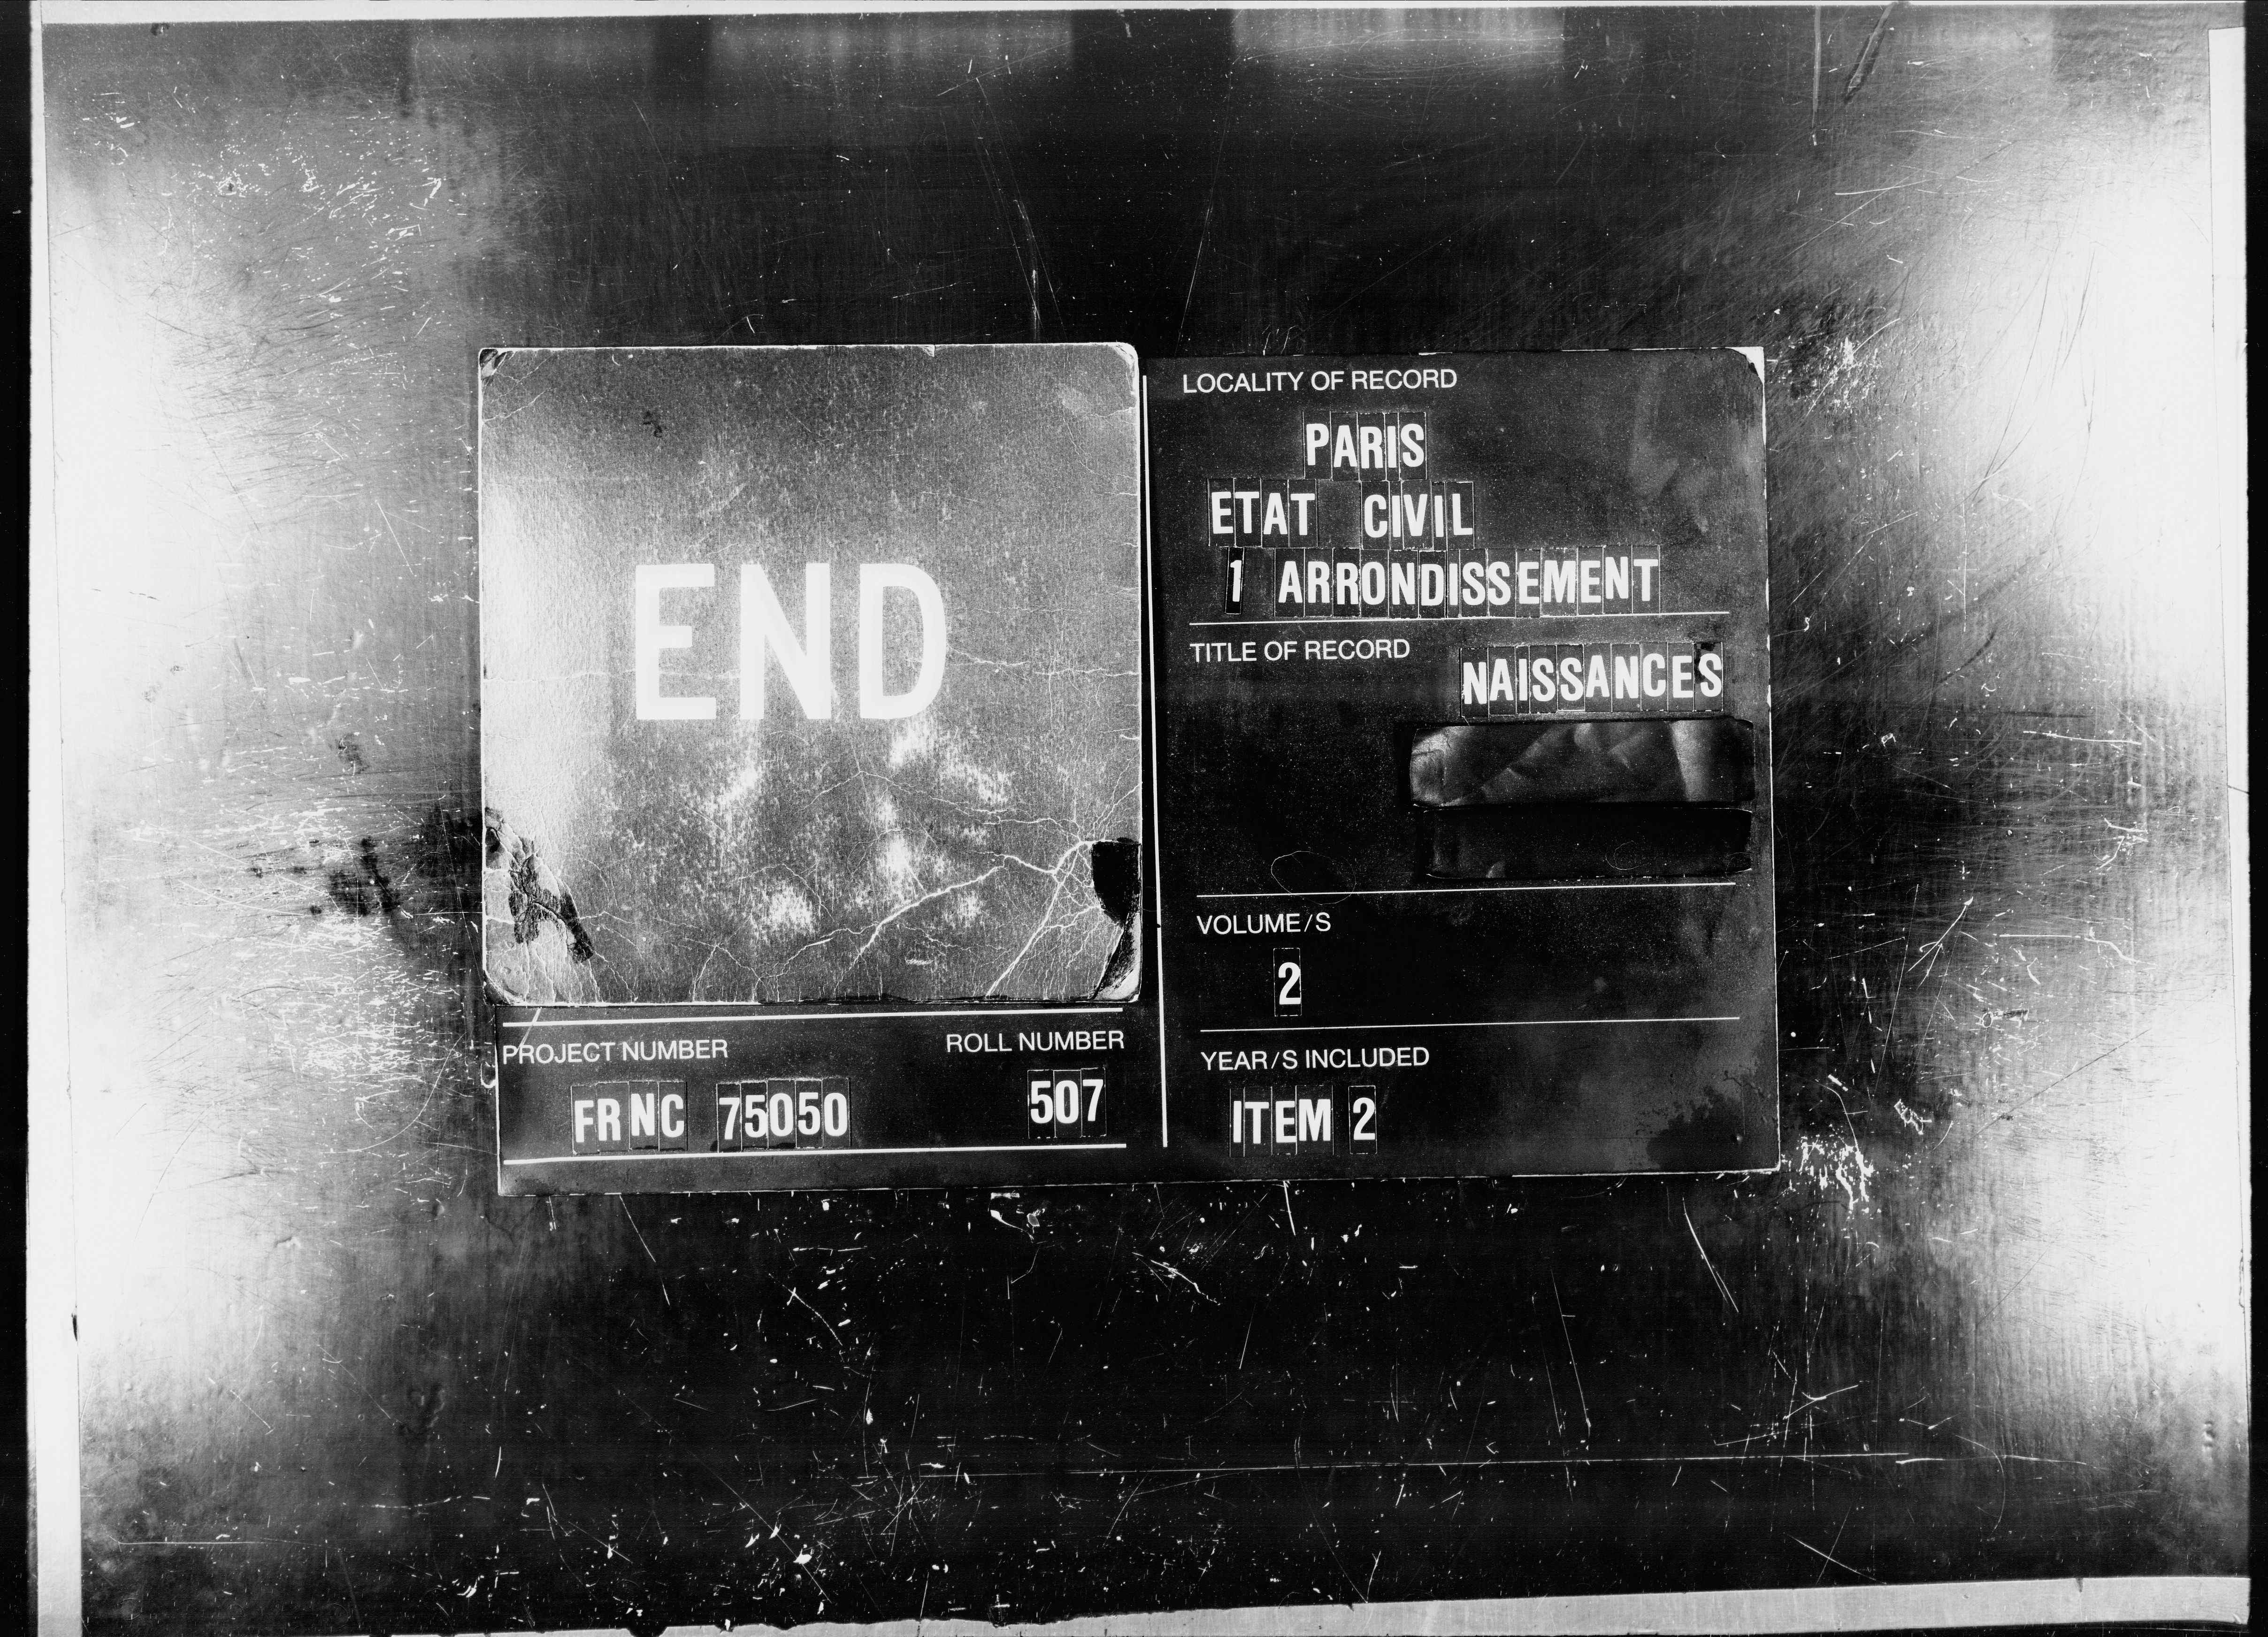 END
PROJECT NUMBER ROLL NUMBER
FRNC 75050 507
LOCALITY OF RECORD
PARIS
ETAT CIVIL
1 ARRONDISSEMENT
TITLE OF RECORD
NAISSANCES
VOLUME/S
2
YEAR/S INCLUDED
ITEM 2